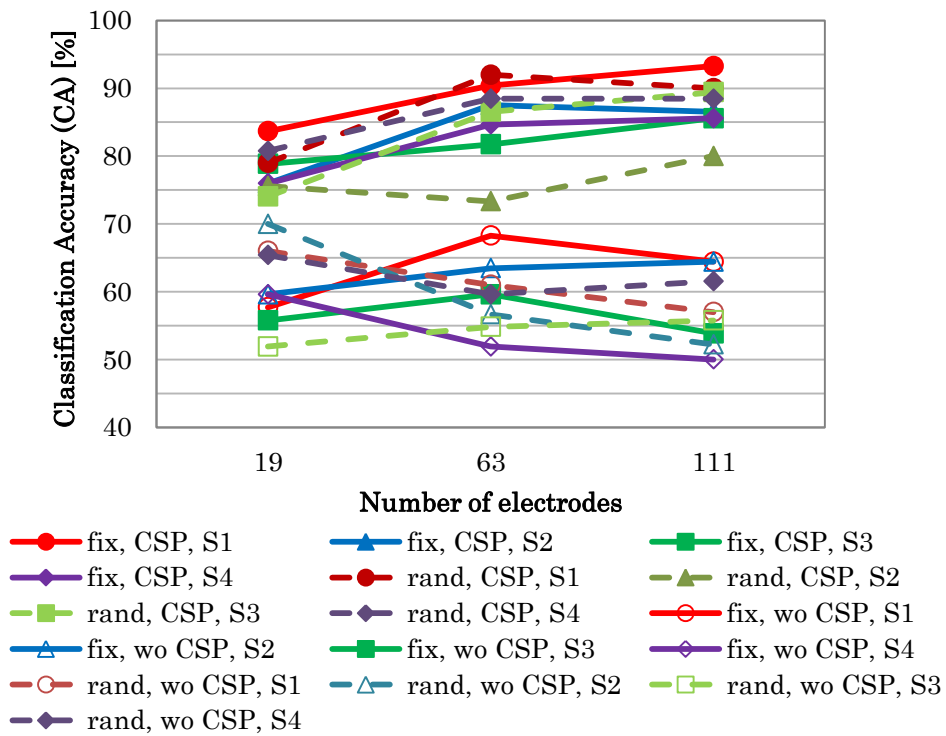 Classification Accuracy (CA) [%]
100
90
80
70
60
50
40
19 63 111
Number of electrodes
fix, CSP, S1 fix, CSP, S2 fix, CSP, S3
fix, CSP, S4 rand, CSP, S1 rand, CSP, S2
rand, CSP, S3 rand, CSP, S4 fix, wo CSP, S1
fix, wo CSP, S2 fix, wo CSP, S3 fix, wo CSP, S4
rand, wo CSP, S1 rand, wo CSP, S2 rand, wo CSP, S3
rand, wo CSP, S4